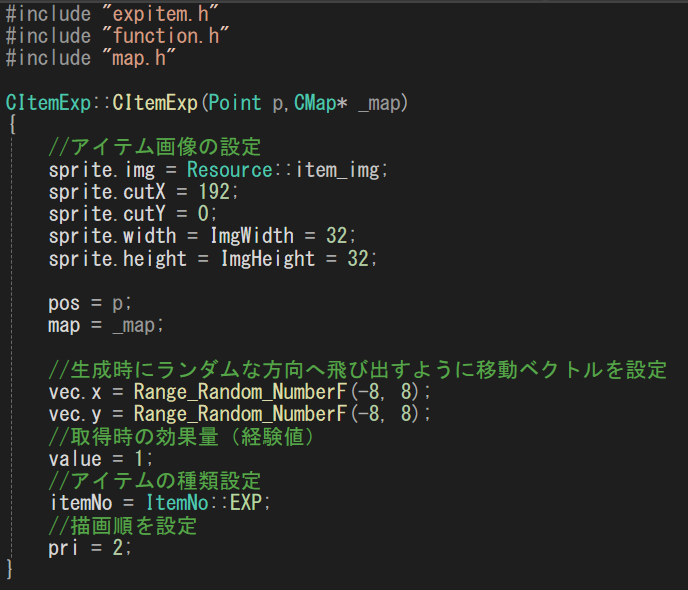 #include "expitem.h"
#include "function.h"
#include "map.h"
CItemExp::CItemExp(Point p,CMap* _map)
{
//アイテム画像の設定
sprite.img = Resource::item_img;
sprite.cutX = 192;
sprite.cutY = 0;
sprite.width = ImgWidth = 32;
sprite.height = ImgHeight = 32;
pos = p;
map = _map;
//生成時にランダムな方向へ飛び出すように移動ベクトルを設定
vec.x = Range_Random_NumberF(-8, 8);
vec.y = Range_Random_NumberF(-8, 8);
//取得時の効果量（経験値）
value = 1;
//アイテムの種類設定
itemNo = ItemNo::EXP;
//描画順を設定
pri = 2;
}